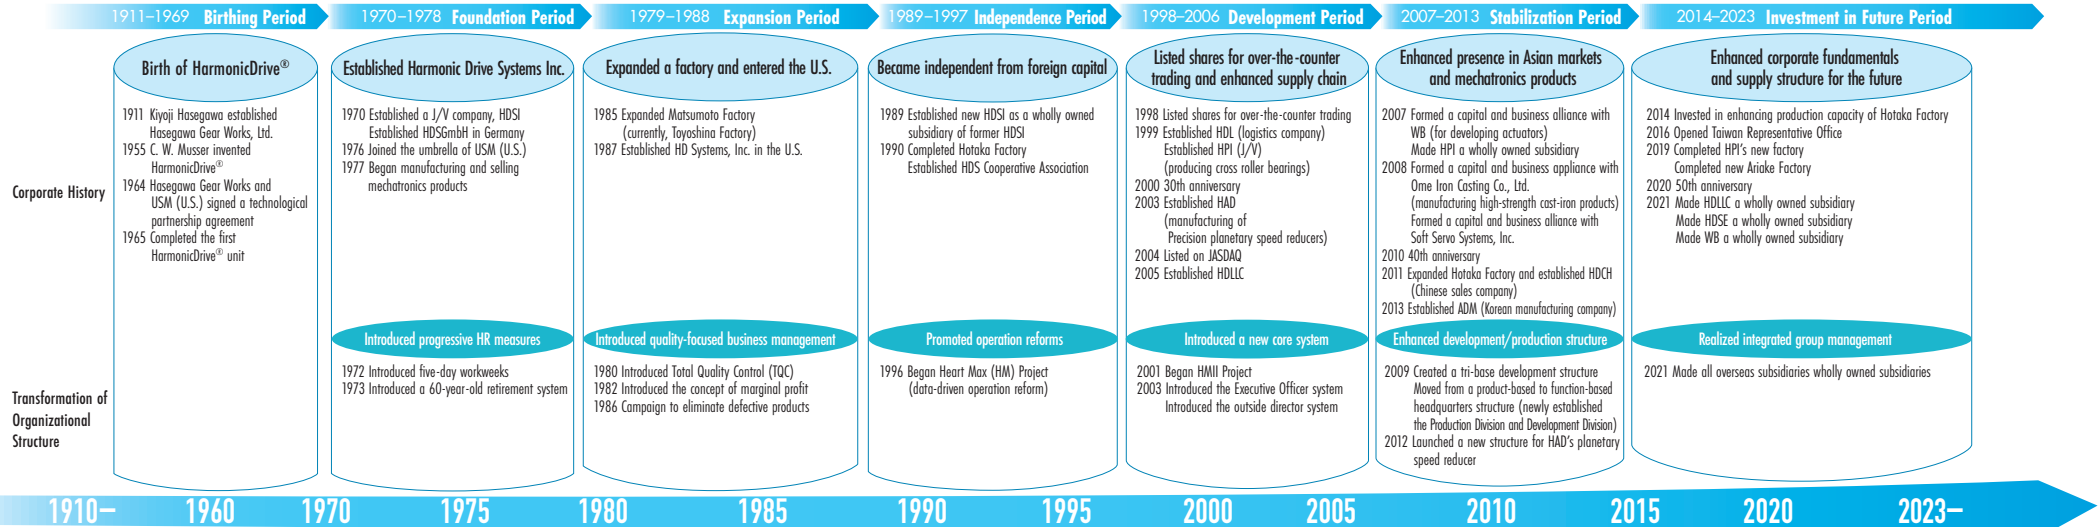 1911–1969 Birthing Period
1970–1978 Foundation Period
1979–1988 Expansion Period
1989–1997 Independence Period
1998–2006 Development Period
2007–2013 Stabilization Period
2014–2023 Investment in Future Period
Corporate History
Birth of HarmonicDrive®
1911 Kiyoji Hasegawa established
Hasegawa Gear Works, Ltd.
1955 C. W. Musser invented
HarmonicDrive®
1964 Hasegawa Gear Works and
USM (U.S.) signed a technological
partnership agreement
1965 Completed the first
HarmonicDrive® unit
Established Harmonic Drive Systems Inc.
1970 Established a J/V company, HDSI
Established HDSGmbH in Germany
1976 Joined the umbrella of USM (U.S.)
1977 Began manufacturing and selling
mechatronics products
Expanded a factory and entered the U.S.
1985 Expanded Matsumoto Factory
(currently, Toyoshina Factory)
1987 Established HD Systems, Inc. in the U.S.
Became independent from foreign capital
1989 Established new HDSI as a wholly owned
subsidiary of former HDSI
1990 Completed Hotaka Factory
Established HDS Cooperative Association
Listed shares for over-the-counter
trading and enhanced supply chain
1998 Listed shares for over-the-counter trading
1999 Established HDL (logistics company)
Established HPI (J/V)
(producing cross roller bearings)
2000 30th anniversary
2003 Established HAD
(manufacturing of
Precision planetary speed reducers)
2004 Listed on JASDAQ
2005 Established HDLLC
Enhanced presence in Asian markets
and mechatronics products
2007 Formed a capital and business alliance with
WB (for developing actuators)
Made HPI a wholly owned subsidiary
2008 Formed a capital and business appliance with
Ome Iron Casting Co., Ltd.
(manufacturing high-strength cast-iron products)
Formed a capital and business alliance with
Soft Servo Systems, Inc.
2010 40th anniversary
2011 Expanded Hotaka Factory and established HDCH
(Chinese sales company)
2013 Established ADM (Korean manufacturing company)
Enhanced corporate fundamentals
and supply structure for the future
2014 Invested in enhancing production capacity of Hotaka Factory
2016 Opened Taiwan Representative Office
2019 Completed HPI's new factory
Completed new Ariake Factory
2020 50th anniversary
2021 Made HDLLC a wholly owned subsidiary
Made HDSE a wholly owned subsidiary
Made WB a wholly owned subsidiary
Transformation of
Organizational
Structure
Introduced progressive HR measures
1972 Introduced five-day workweeks
1973 Introduced a 60-year-old retirement system
Introduced quality-focused business management
1980 Introduced Total Quality Control (TQC)
1982 Introduced the concept of marginal profit
1986 Campaign to eliminate defective products
Promoted operation reforms
1996 Began Heart Max (HM) Project
(data-driven operation reform)
Introduced a new core system
2001 Began HMII Project
2003 Introduced the Executive Officer system
Introduced the outside director system
Enhanced development/production structure
2009 Created a tri-base development structure
Moved from a product-based to function-based
headquarters structure (newly established
the Production Division and Development Division)
2012 Launched a new structure for HAD's planetary
speed reducer
Realized integrated group management
2021 Made all overseas subsidiaries wholly owned subsidiaries
1910–
1960
1970
1975
1980
1985
1990
1995
2000
2005
2010
2015
2020
2023–